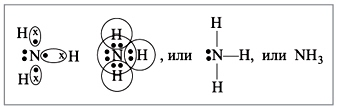 H x H
:N x H :N H , или :N—H, или NH₃
H x H H